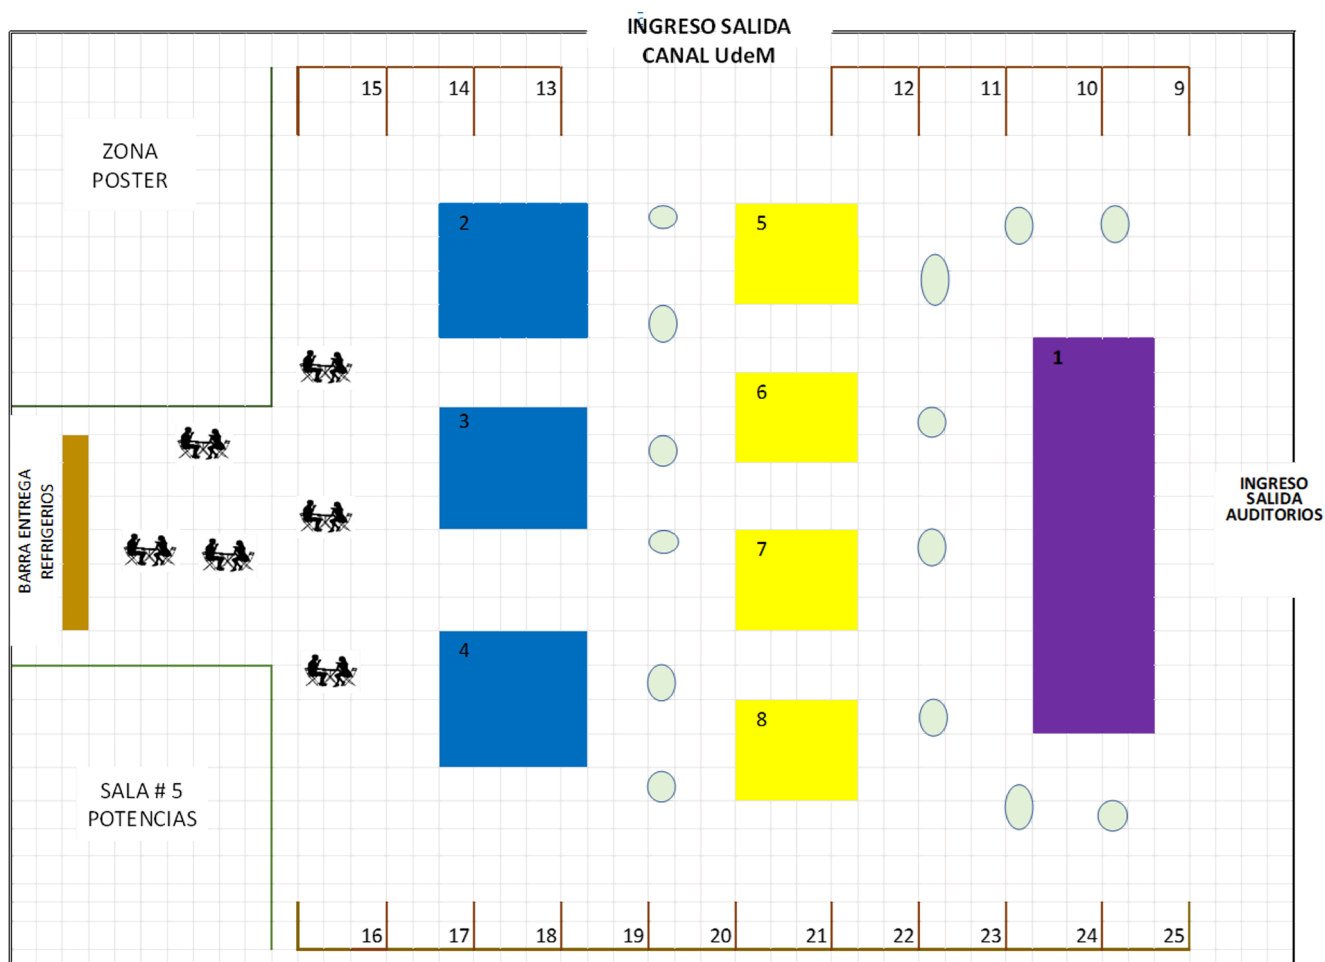 INGRESO SALIDA
CANAL UdeM
15
14
13
12
11
10
9
ZONA
POSTER
2
5
1
6
3
BARRA ENTREGA
REFRIGERIOS
INGRESO
SALIDA
AUDITORIOS
7
4
8
SALA # 5
POTENCIAS
16
17
18
19
20
21
22
23
24
25